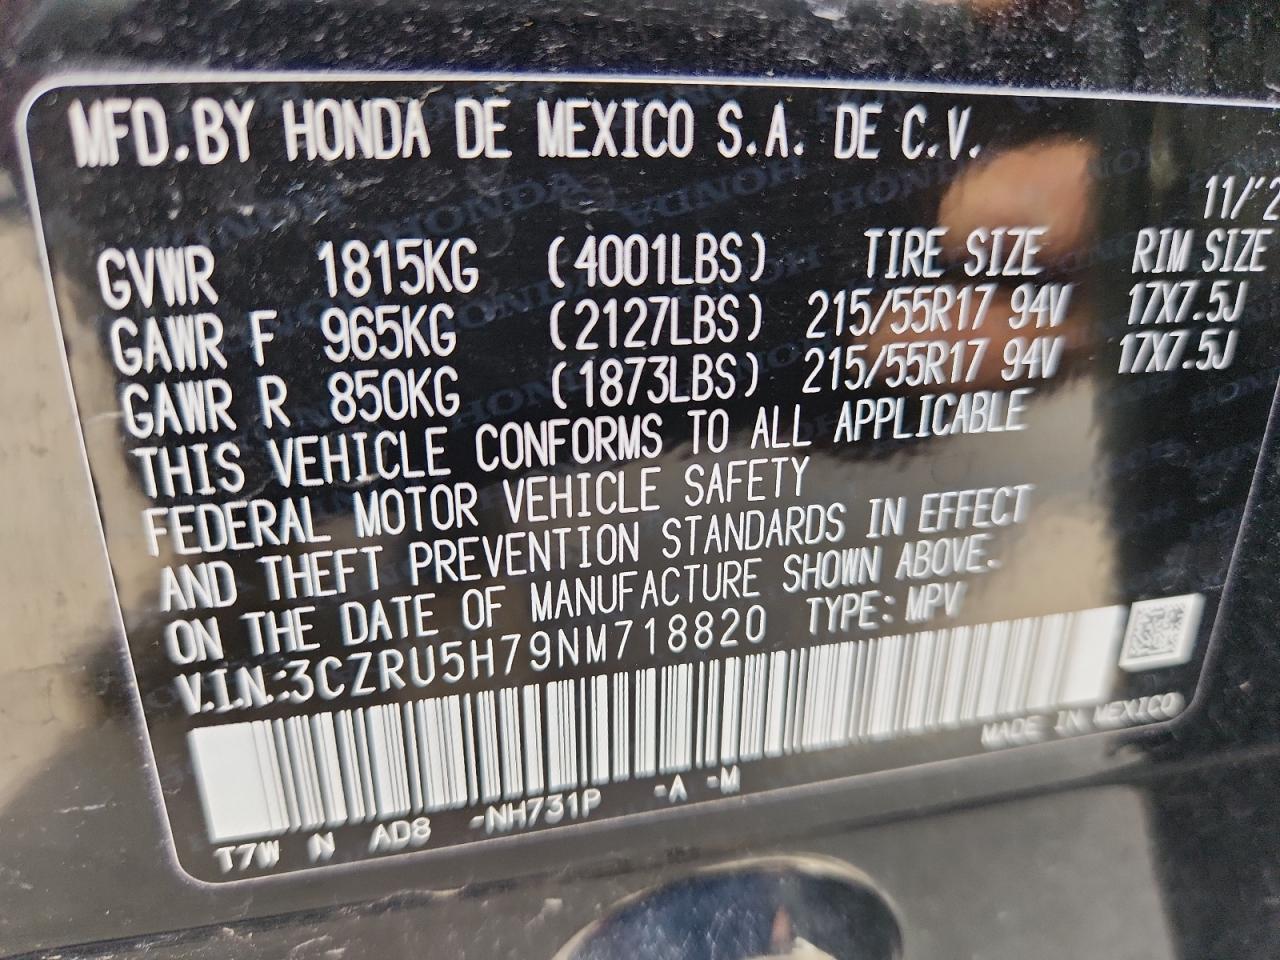 MFD.BY HONDA DE MEXICO S.A. DE C.V.
11/'2
GVWR 1815KG (4001LBS) TIRE SIZE RIM SIZE
GAWR F 965KG (2127LBS) 215/55R17 94V 17X7.5J
GAWR R 850KG (1873LBS) 215/55R17 94V 17X7.5J
THIS VEHICLE CONFORMS TO ALL APPLICABLE
FEDERAL MOTOR VEHICLE SAFETY
AND THEFT PREVENTION STANDARDS IN EFFECT
ON THE DATE OF MANUFACTURE SHOWN ABOVE.
V.I.N.:3CZRU5H79NM718820 TYPE: MPV
MADE IN MEXICO
T7W N AD8 -NH731P -A -M